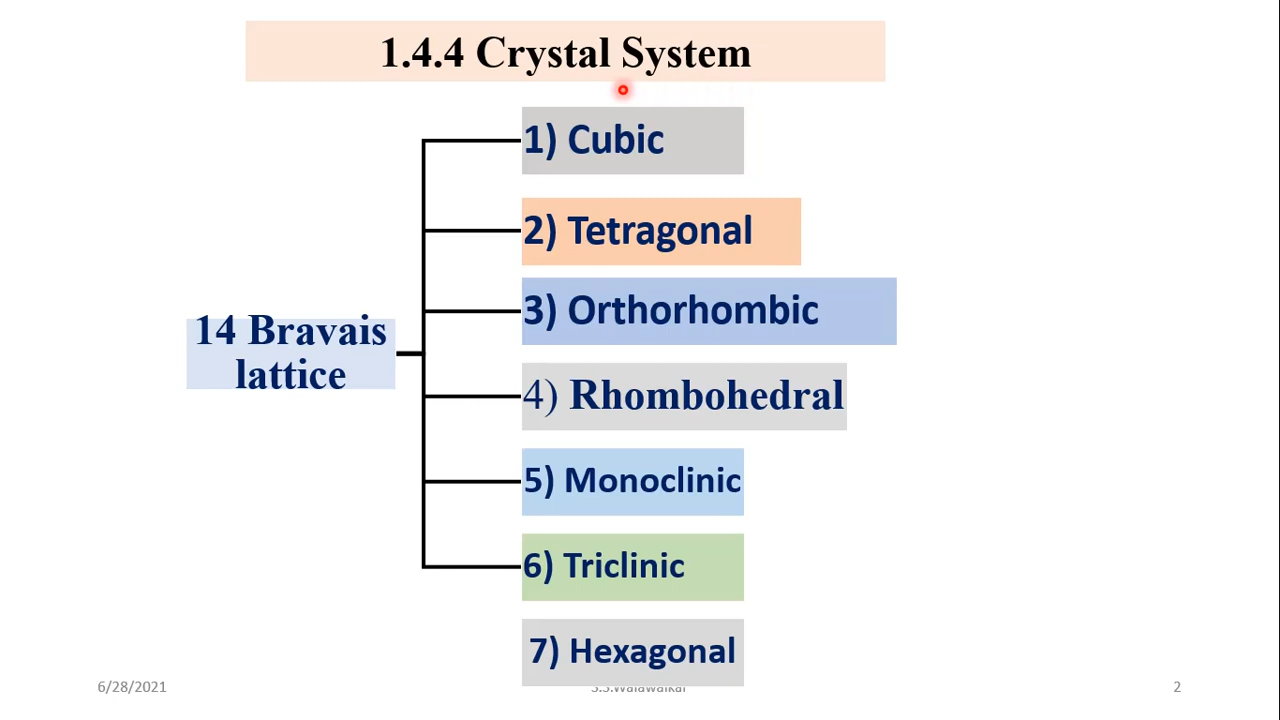 1.4.4 Crystal System
1) Cubic
2) Tetragonal
3) Orthorhombic
14 Bravais
lattice
4) Rhombohedral
5) Monoclinic
6) Triclinic
7) Hexagonal
6/28/2021
S.S.Walawalkar
2